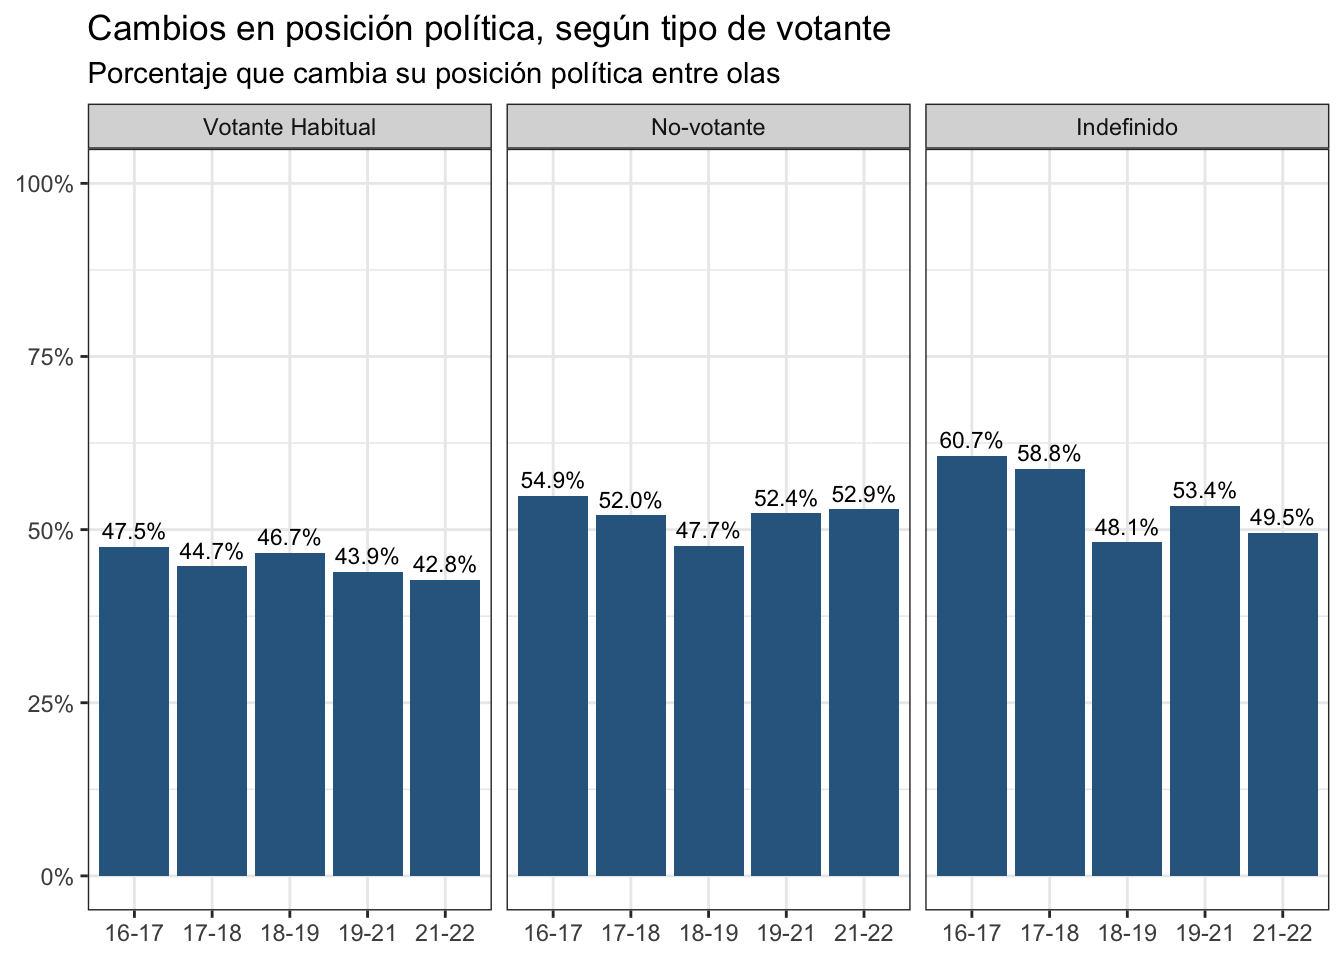 Cambios en posición política, según tipo de votante
Porcentaje que cambia su posición política entre olas
Votante Habitual No-votante Indefinido
100%
75%
50%
25%
0%
47.5% 44.7% 46.7% 43.9% 42.8%
54.9% 52.0% 47.7% 52.4% 52.9%
60.7% 58.8% 48.1% 53.4% 49.5%
16-17 17-18 18-19 19-21 21-22 16-17 17-18 18-19 19-21 21-22 16-17 17-18 18-19 19-21 21-22